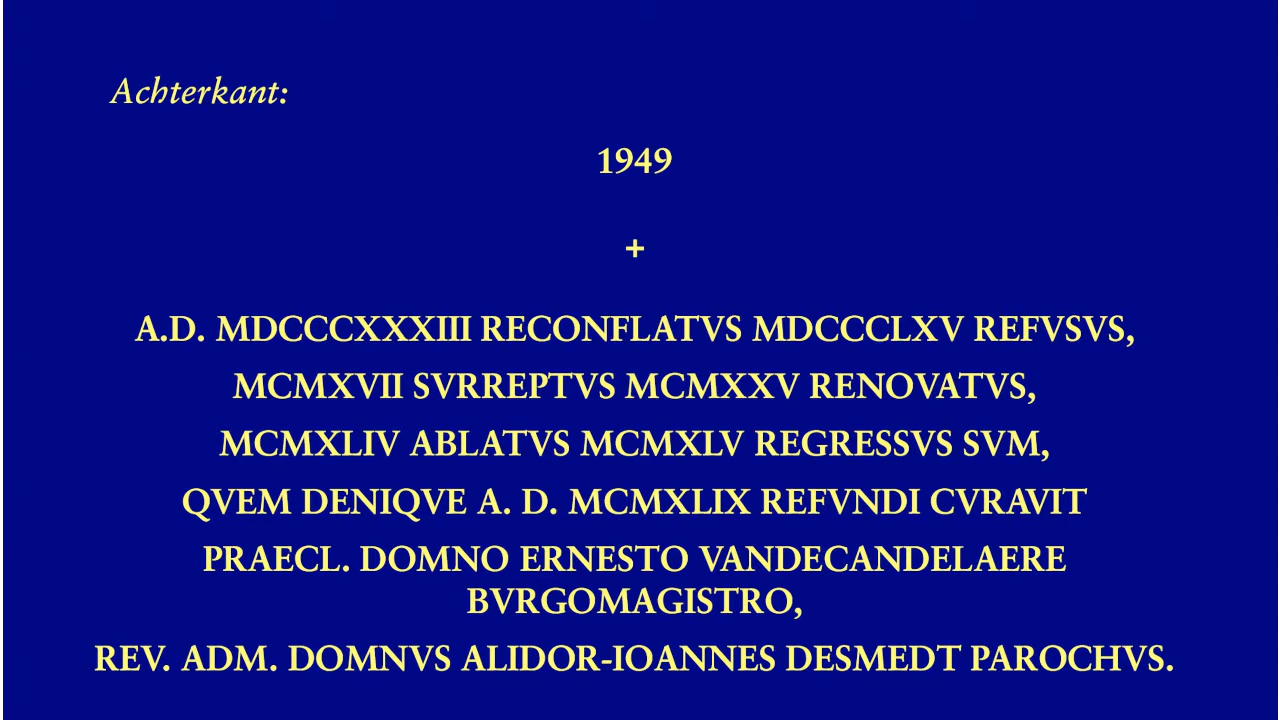 Achterkant:
1949
+
A.D. MDCCCXXXIII RECONFLATVS MDCCCLXV REFVSVS,
MCMXVII SVRREPTVS MCMXXV RENOVATVS,
MCMXLIV ABLATVS MCMXLV REGRESSVS SVM,
QVEM DENIQVE A. D. MCMXLIX REFVNDI CVRAVIT
PRAECL. DOMNO ERNESTO VANDECANDELAERE
BVRGOMAGISTRO,
REV. ADM. DOMNVS ALIDOR-IOANNES DESMEDT PAROCHVS.